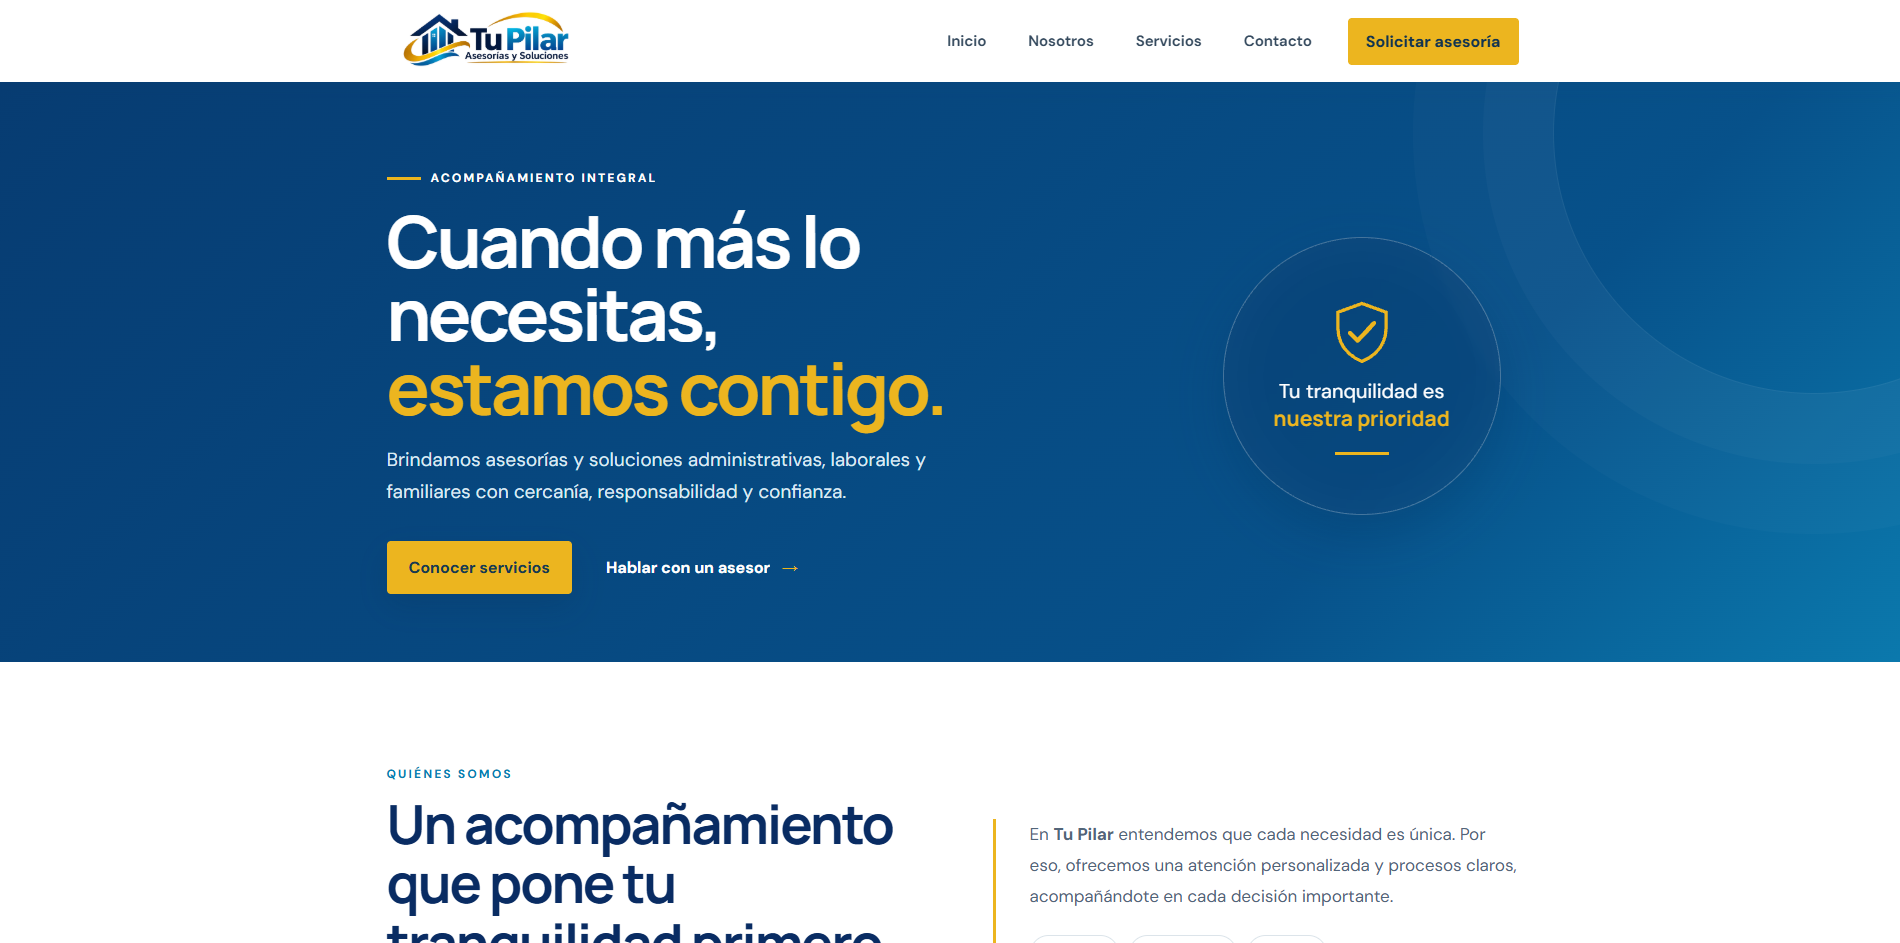 Tu Pilar
Asesorías y Soluciones
Inicio
Nosotros
Servicios
Contacto
Solicitar asesoría
ACOMPAÑAMIENTO INTEGRAL
Cuando más lo
necesitas,
estamos contigo.
Brindamos asesorías y soluciones administrativas, laborales y
familiares con cercanía, responsabilidad y confianza.
Conocer servicios
Hablar con un asesor →
Tu tranquilidad es
nuestra prioridad
QUIÉNES SOMOS
Un acompañamiento
que pone tu
tranquilidad primero
En Tu Pilar entendemos que cada necesidad es única. Por
eso, ofrecemos una atención personalizada y procesos claros,
acompañándote en cada decisión importante.